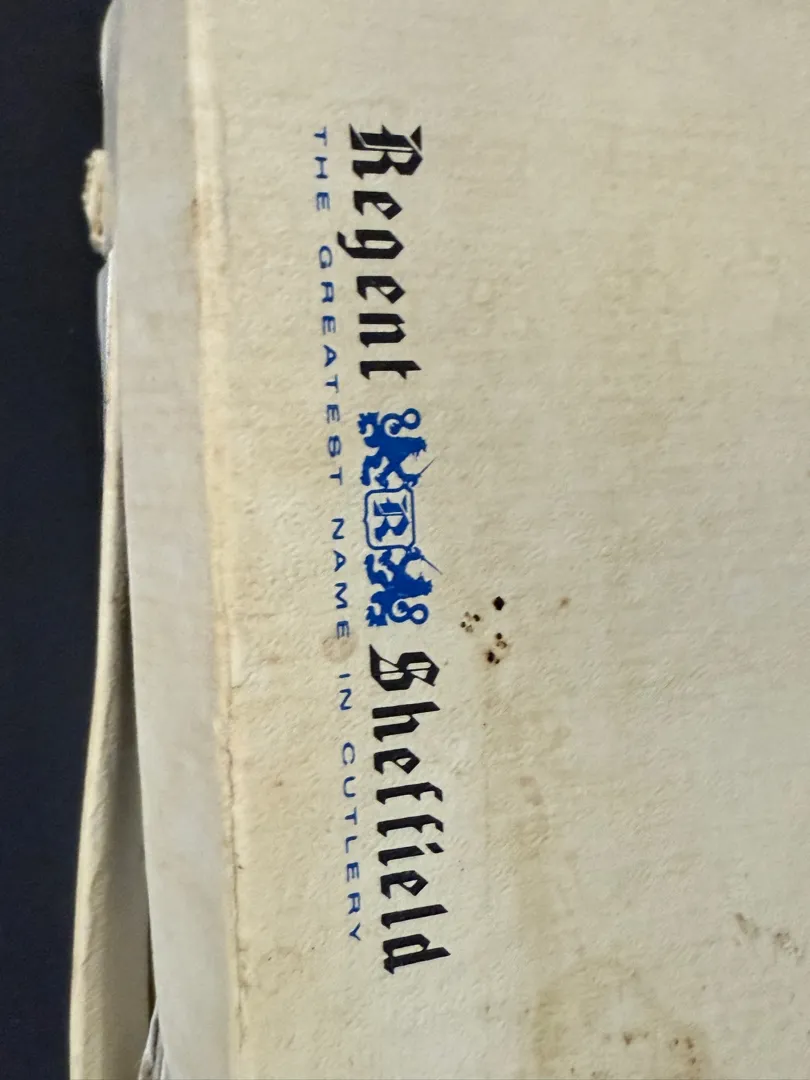 Regent R Sheffield
THE GREATEST NAME IN CUTLERY